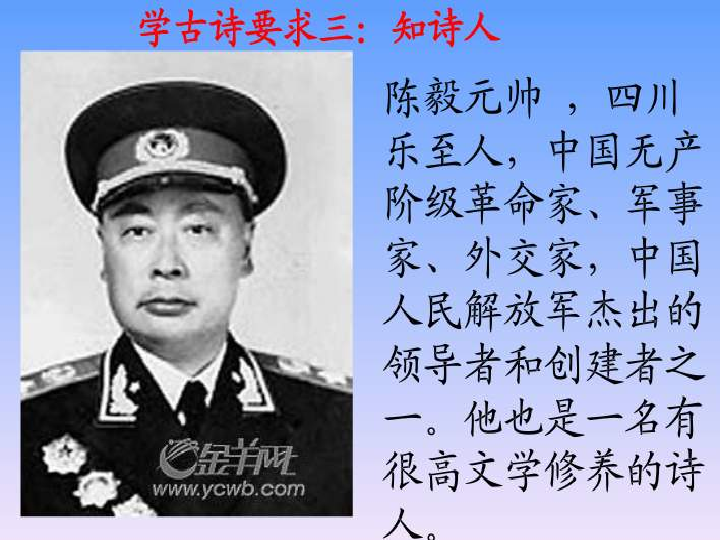 学古诗要求三：知诗人
陈毅元帅 ，四川
乐至人，中国无产
阶级革命家、军事
家、外交家，中国
人民解放军杰出的
领导者和创建者之
一。他也是一名有
很高文学修养的诗
人。
金羊网
www.ycwb.com